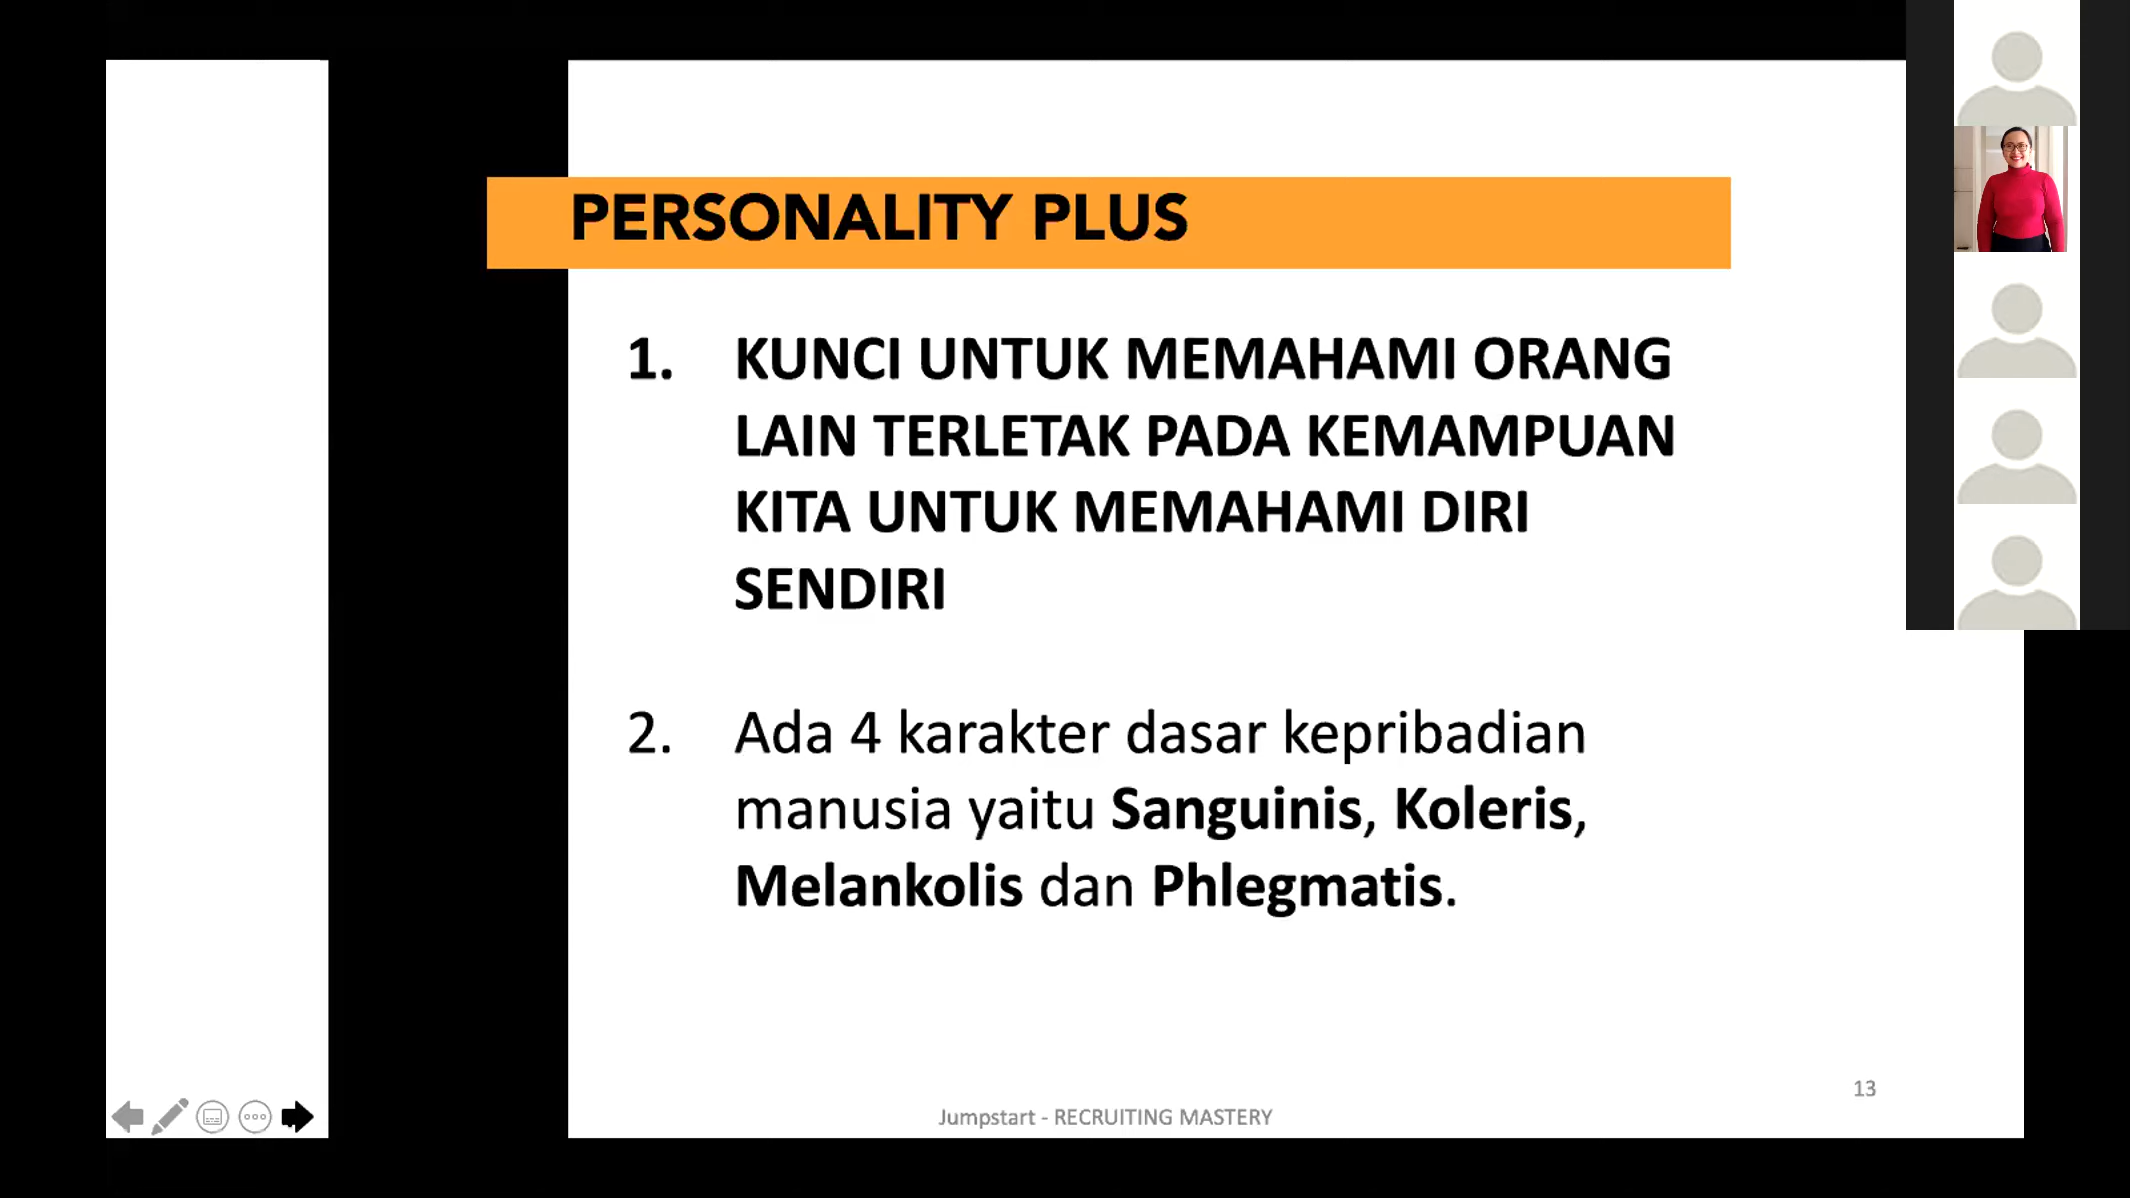 PERSONALITY PLUS
1. KUNCI UNTUK MEMAHAMI ORANG
LAIN TERLETAK PADA KEMAMPUAN
KITA UNTUK MEMAHAMI DIRI
SENDIRI
2. Ada 4 karakter dasar kepribadian
manusia yaitu Sanguinis, Koleris,
Melankolis dan Phlegmatis.
13
Jumpstart - RECRUITING MASTERY